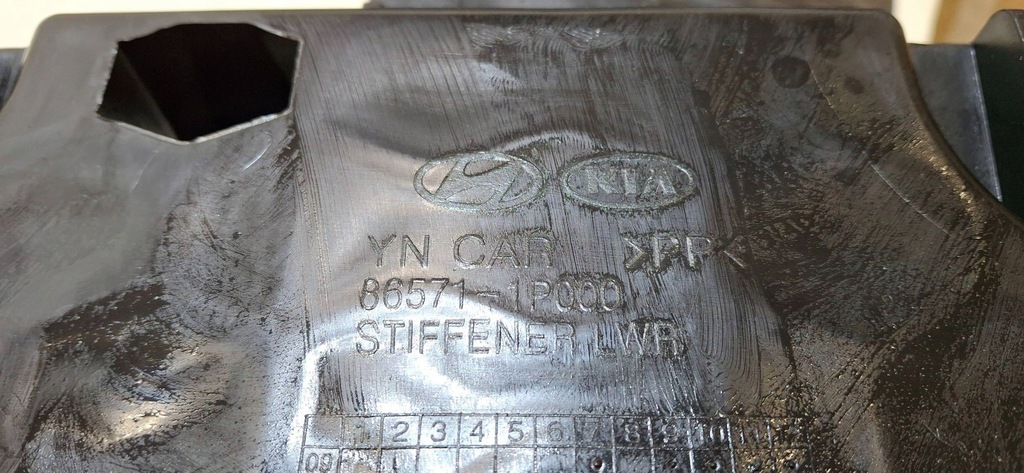 KIA
YN CAR >PP<
86571-1P000
STIFFENER LWR
1 2 3 4 5 6 7 8 9 10 11 12
09